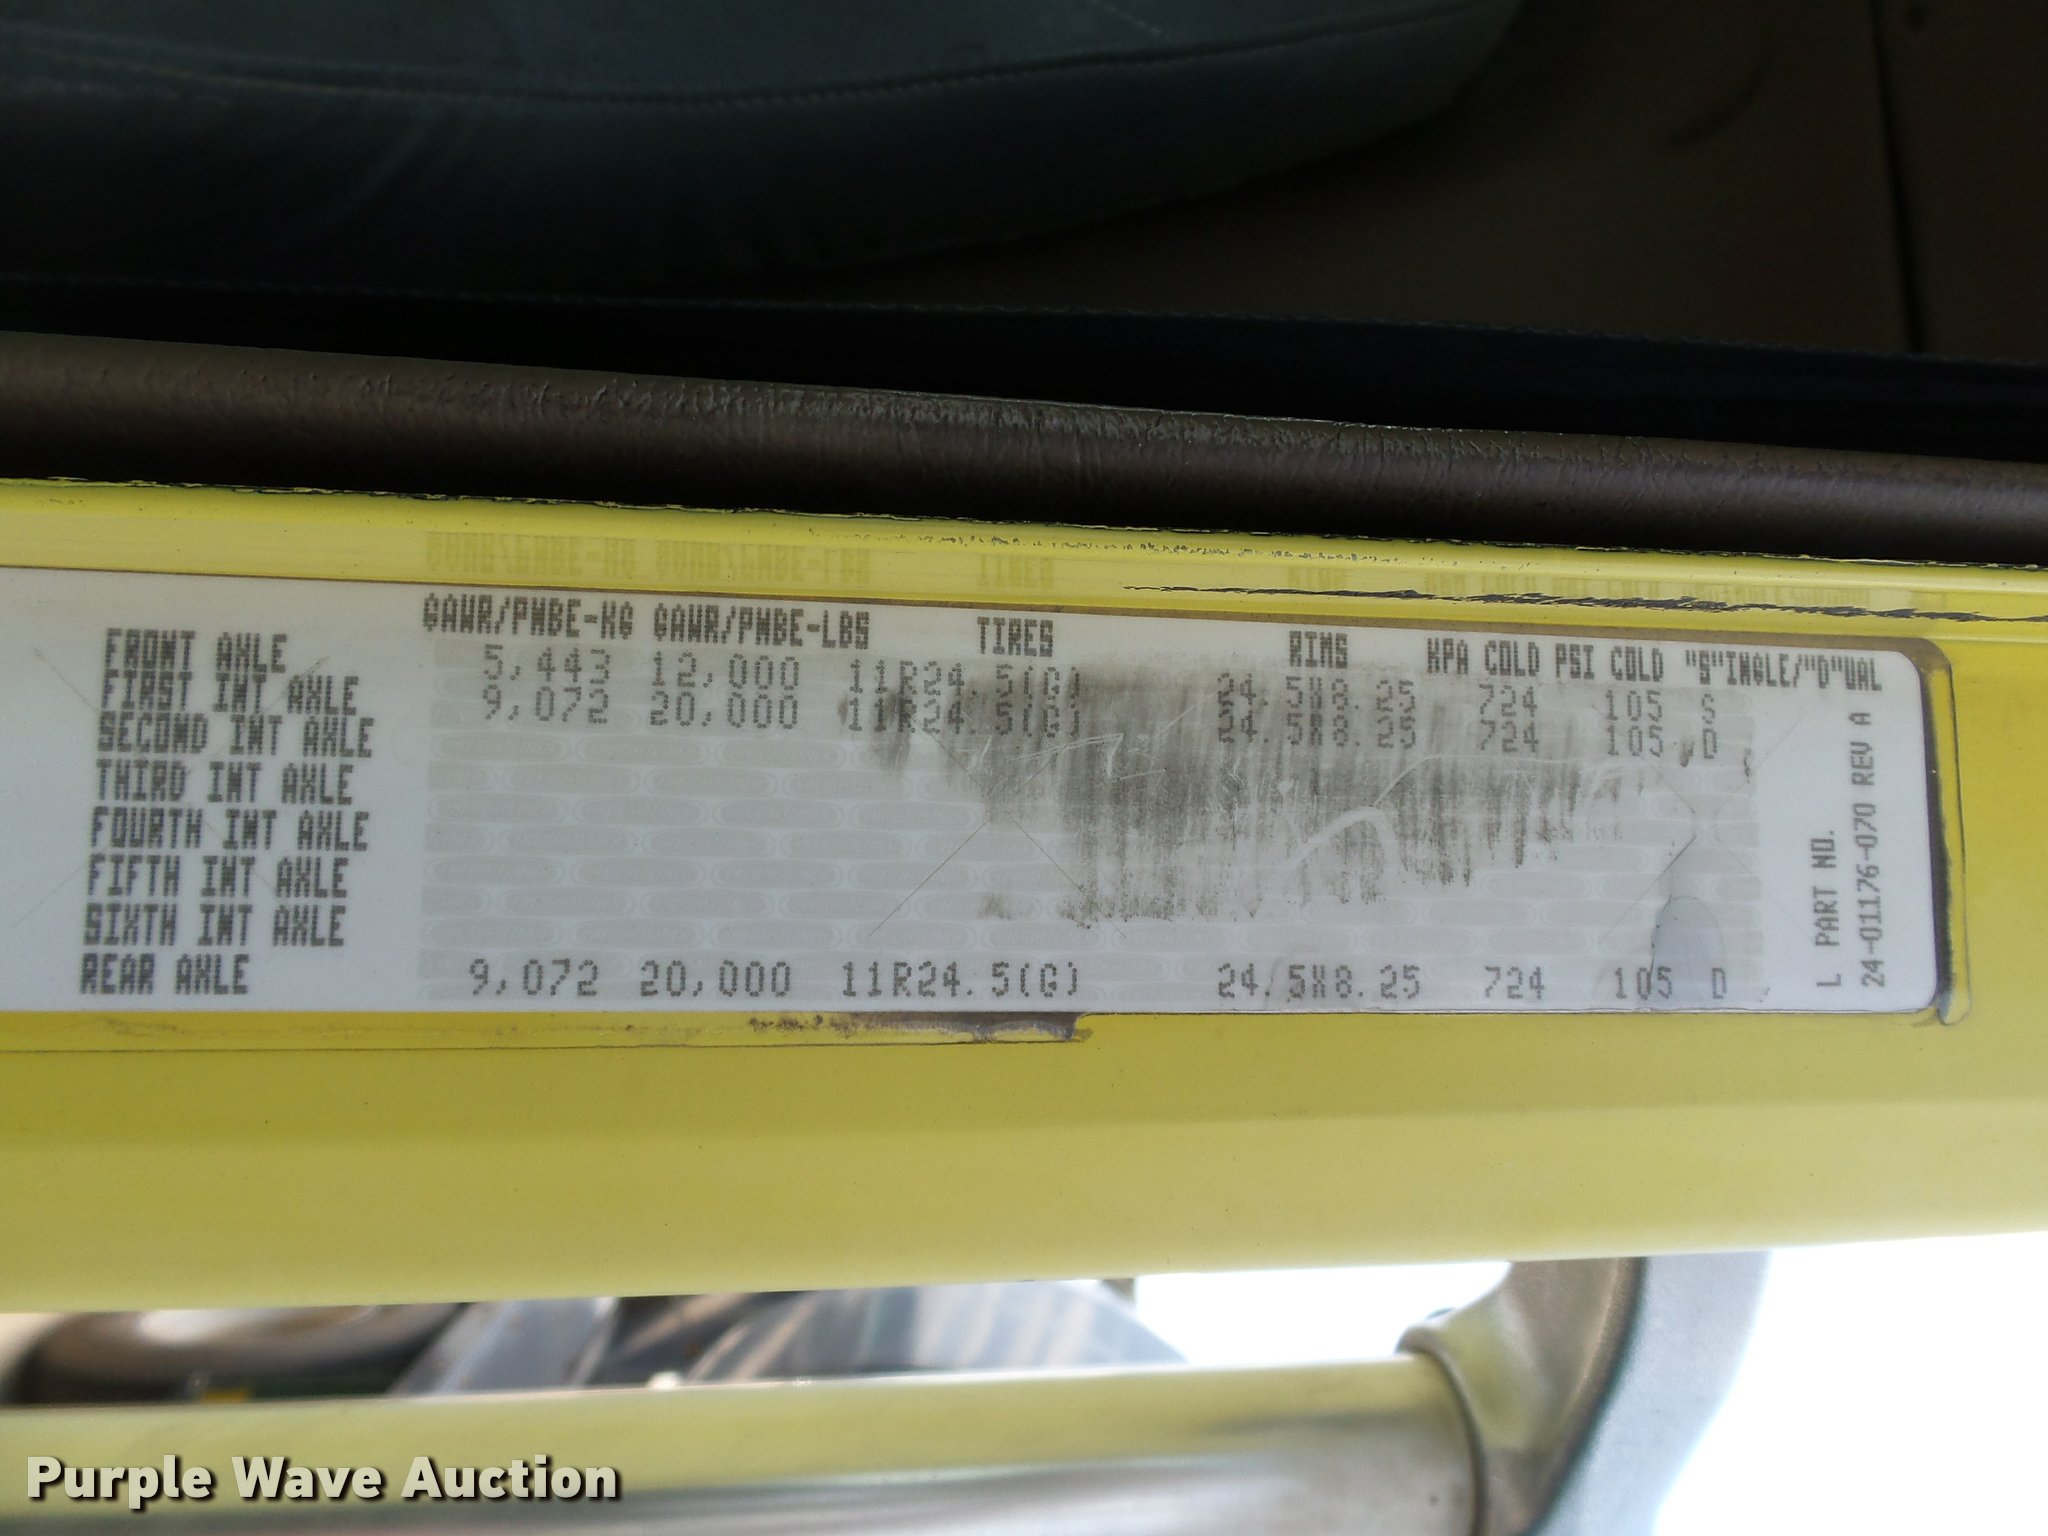 GAWR/PNBE-KG GAWR/PNBE-LBS TIRES RIMS KPA COLD PSI COLD "S"INGLE/"D"UAL
FRONT AXLE 5,443 12,000 11R24.5(G) 24.5X8.25 724 105 S
FIRST INT AXLE 9,072 20,000 11R24.5(G) 24.5X8.25 724 105 D
SECOND INT AXLE
THIRD INT AXLE
FOURTH INT AXLE
FIFTH INT AXLE
SIXTH INT AXLE
REAR AXLE 9,072 20,000 11R24.5(G) 24.5X8.25 724 105 D
L PART NO.
24-01176-070 REV A
Purple Wave Auction